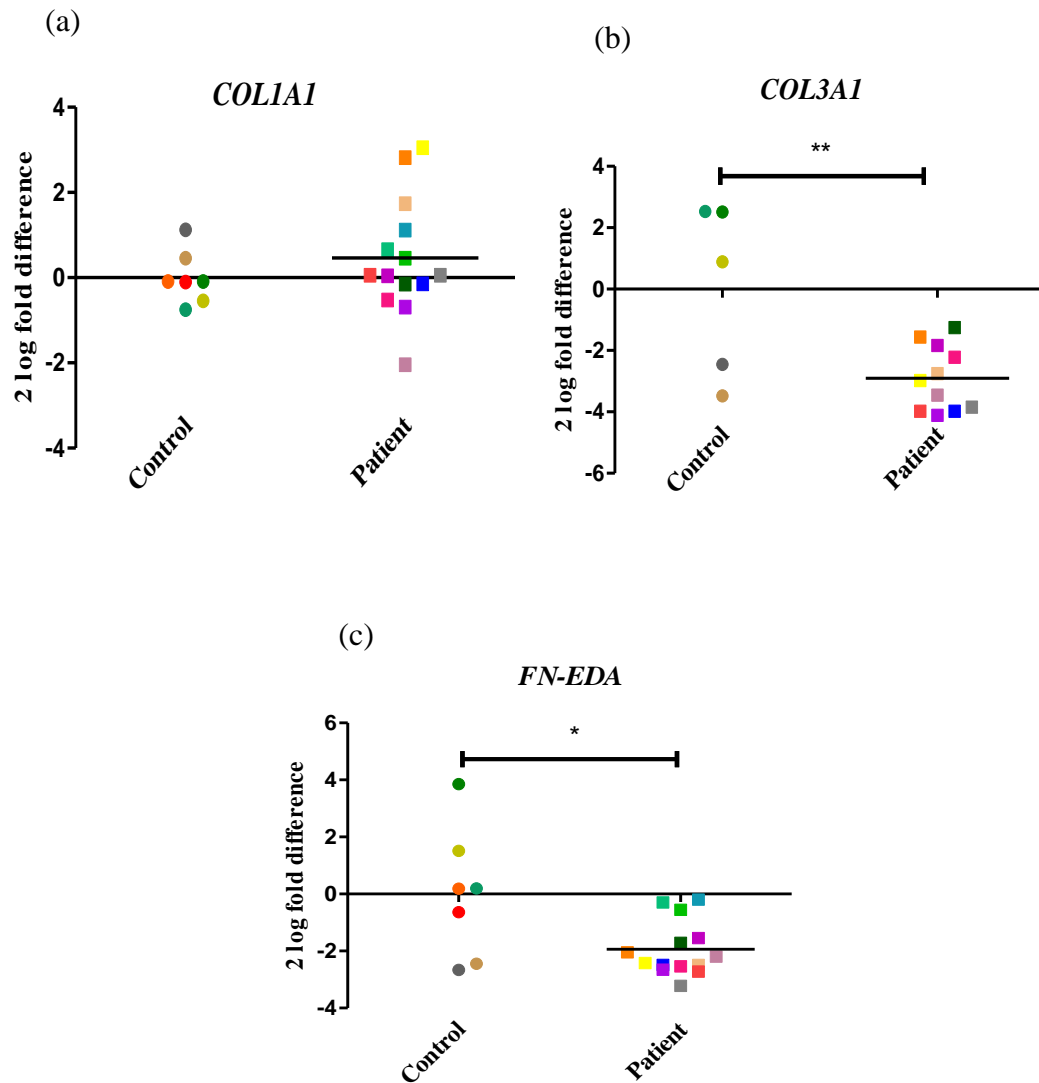 (a)
COL1A1
2 log fold difference
4
2
0
-2
-4
Control
Patient
(b)
COL3A1
**
2 log fold difference
4
2
0
-2
-4
-6
Control
Patient
(c)
FN-EDA
*
2 log fold difference
6
4
2
0
-2
-4
Control
Patient